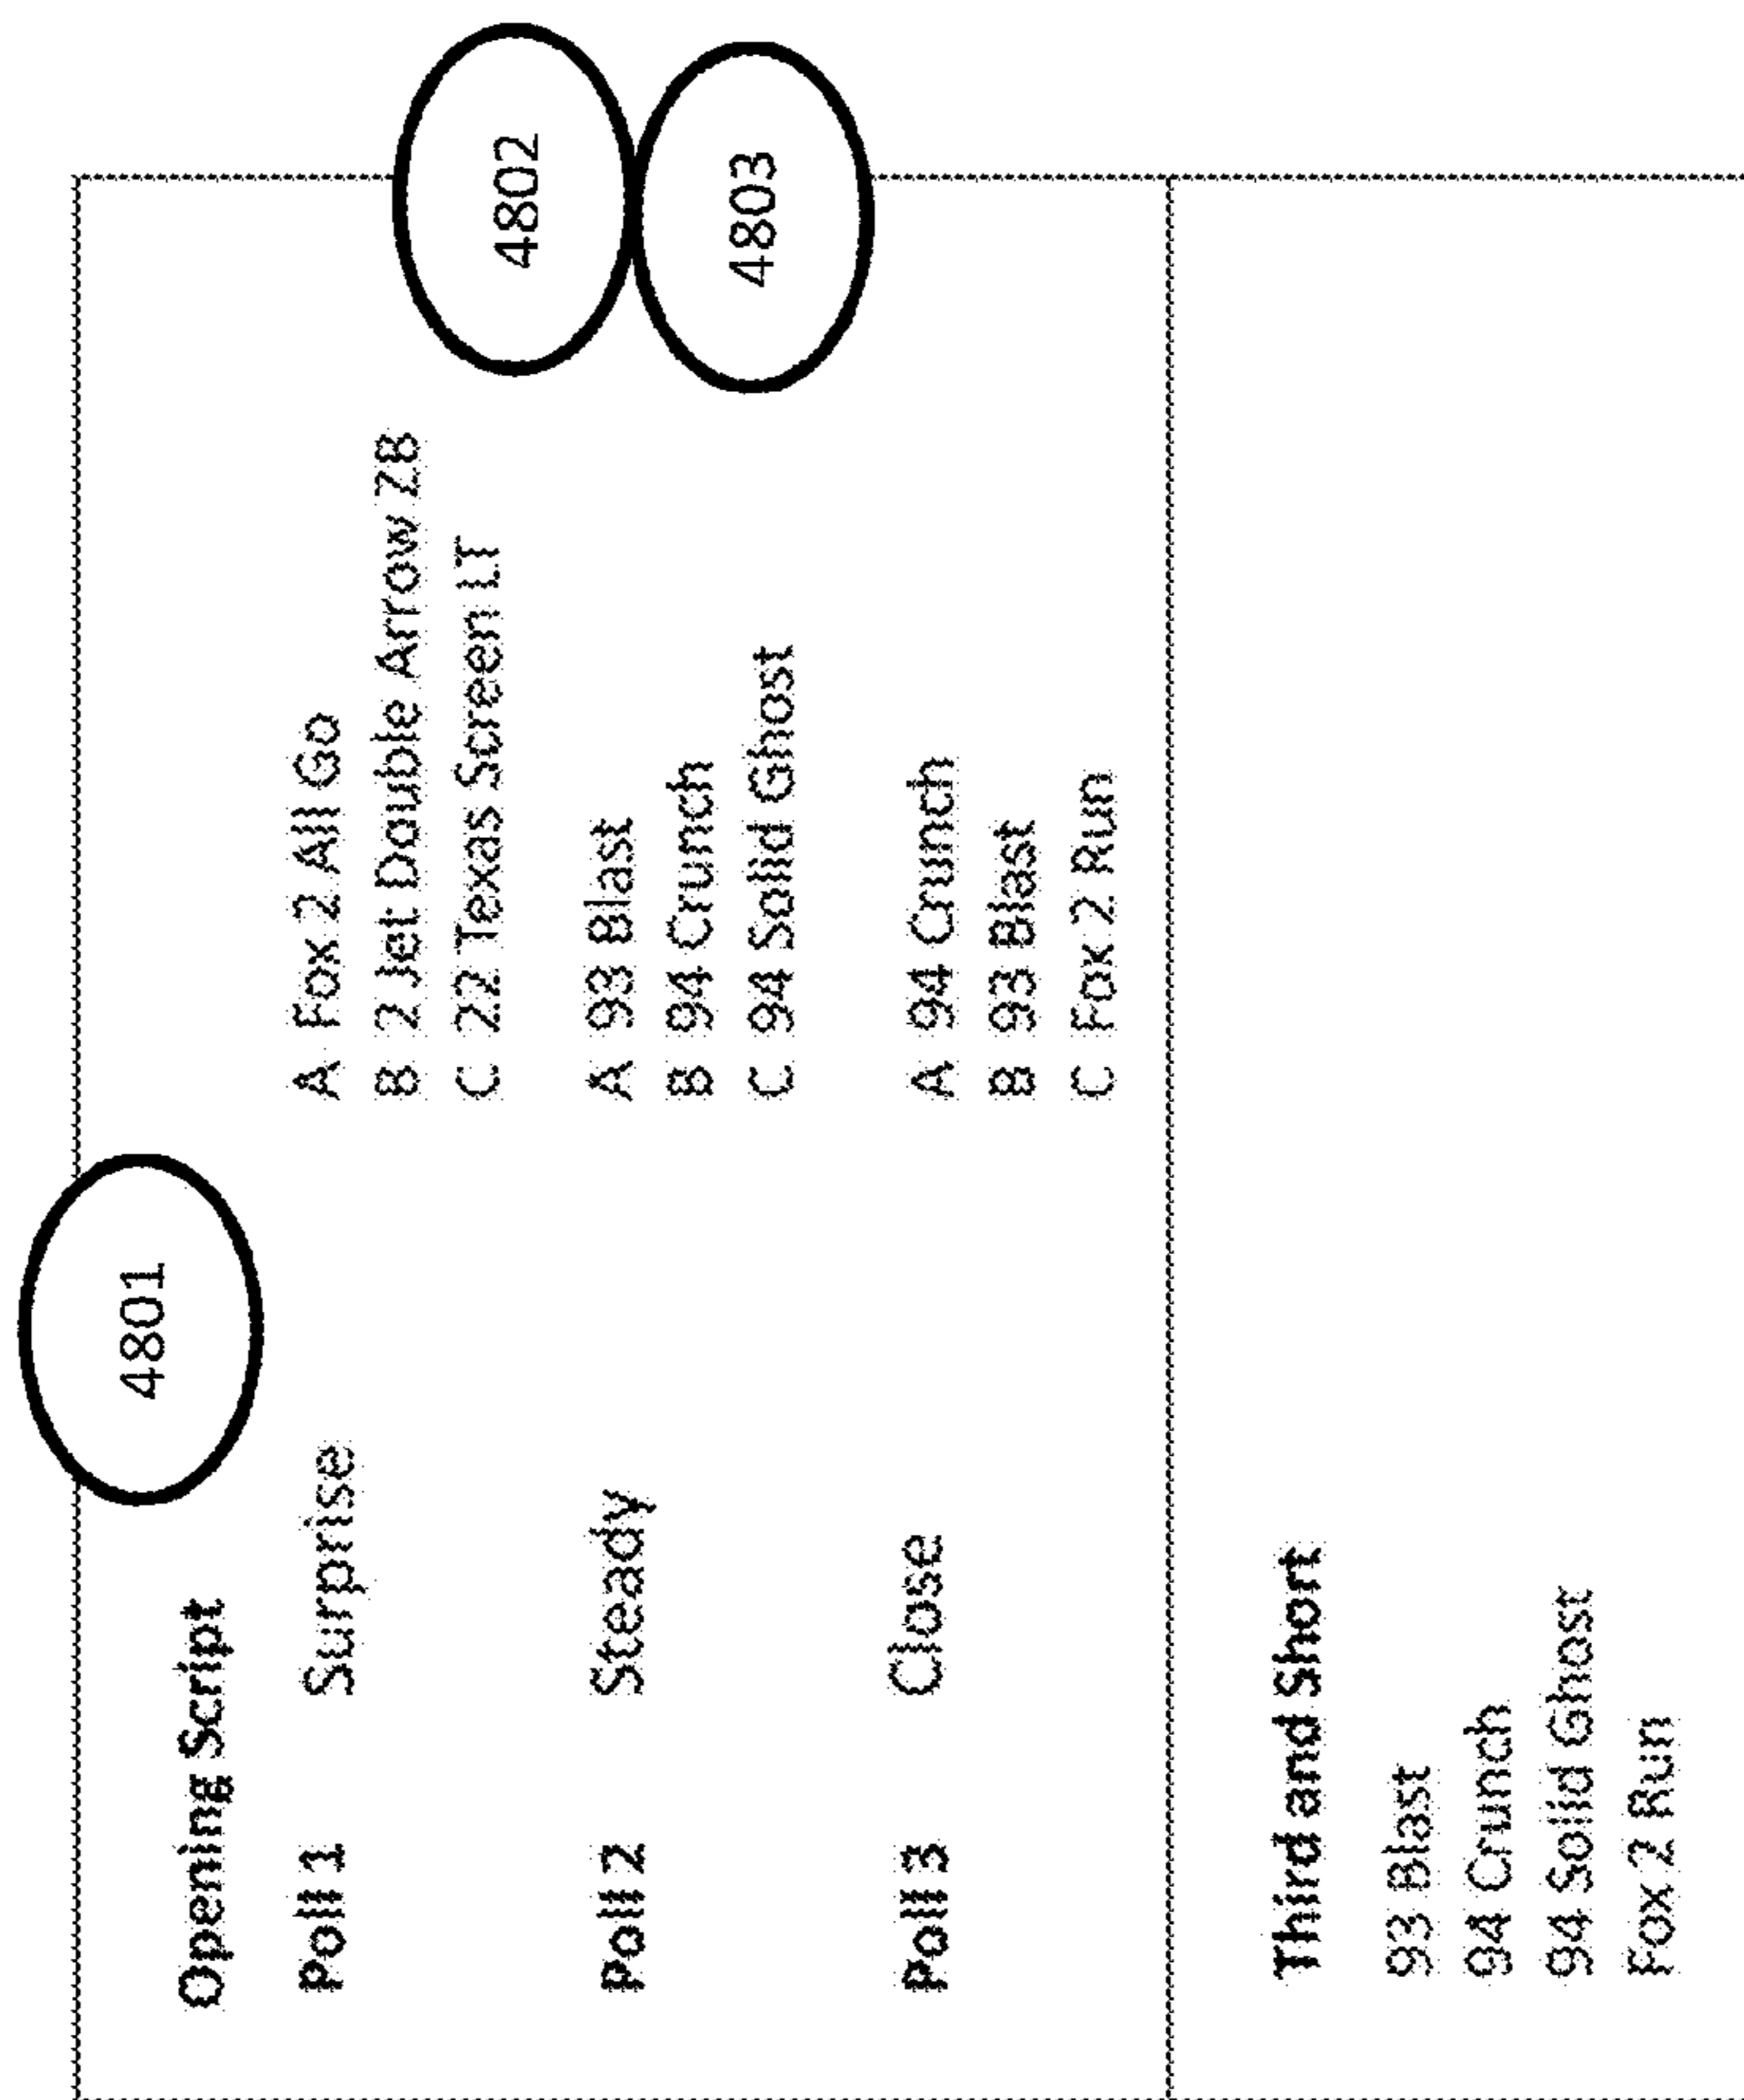 4801
4802
4803
Opening Script
Poll 1 Surprise
A Fox 2 All Go
B 2 Jet Double Arrow Z8
C 22 Texas Screen LT
Poll 2 Steady
A 93 Blast
B 94 Crunch
C 94 Solid Ghost
Poll 3 Close
A 94 Crunch
B 93 Blast
C Fox 2 Run
Third and Short
93 Blast
94 Crunch
94 Solid Ghost
Fox 2 Run